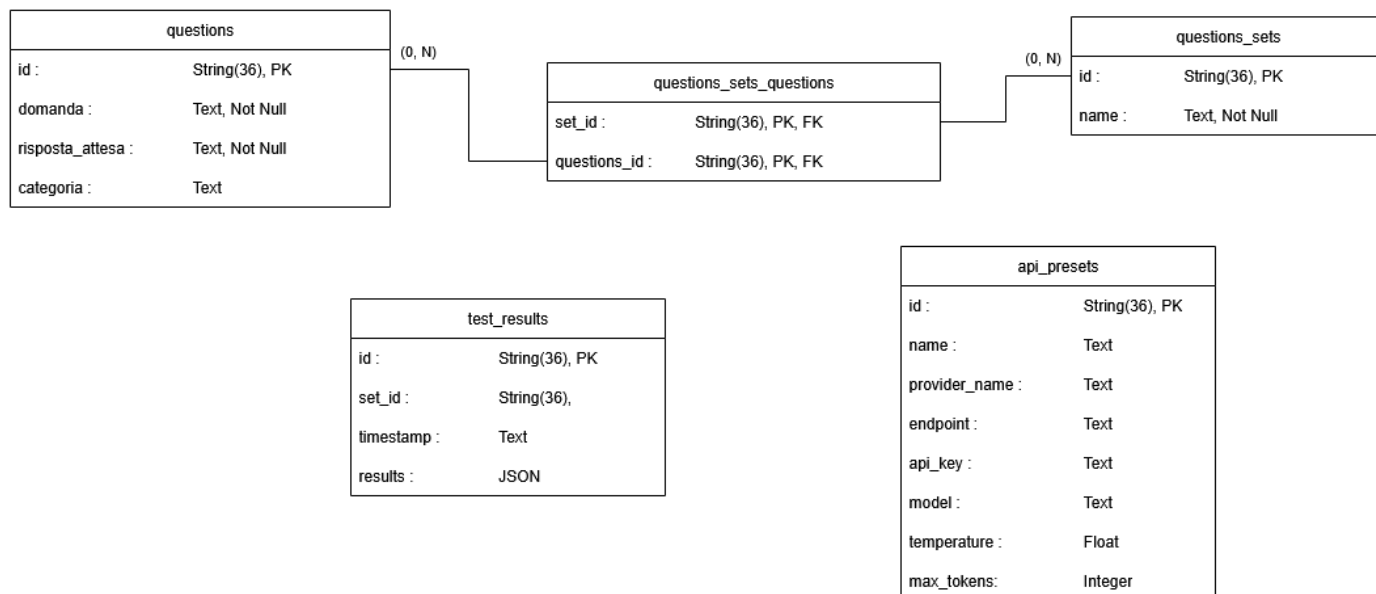 questions
id : String(36), PK
domanda : Text, Not Null
risposta_attesa : Text, Not Null
categoria : Text
(0, N)
questions_sets_questions
set_id : String(36), PK, FK
questions_id : String(36), PK, FK
(0, N)
questions_sets
id : String(36), PK
name : Text, Not Null
test_results
id : String(36), PK
set_id : String(36),
timestamp : Text
results : JSON
api_presets
id : String(36), PK
name : Text
provider_name : Text
endpoint : Text
api_key : Text
model : Text
temperature : Float
max_tokens: Integer